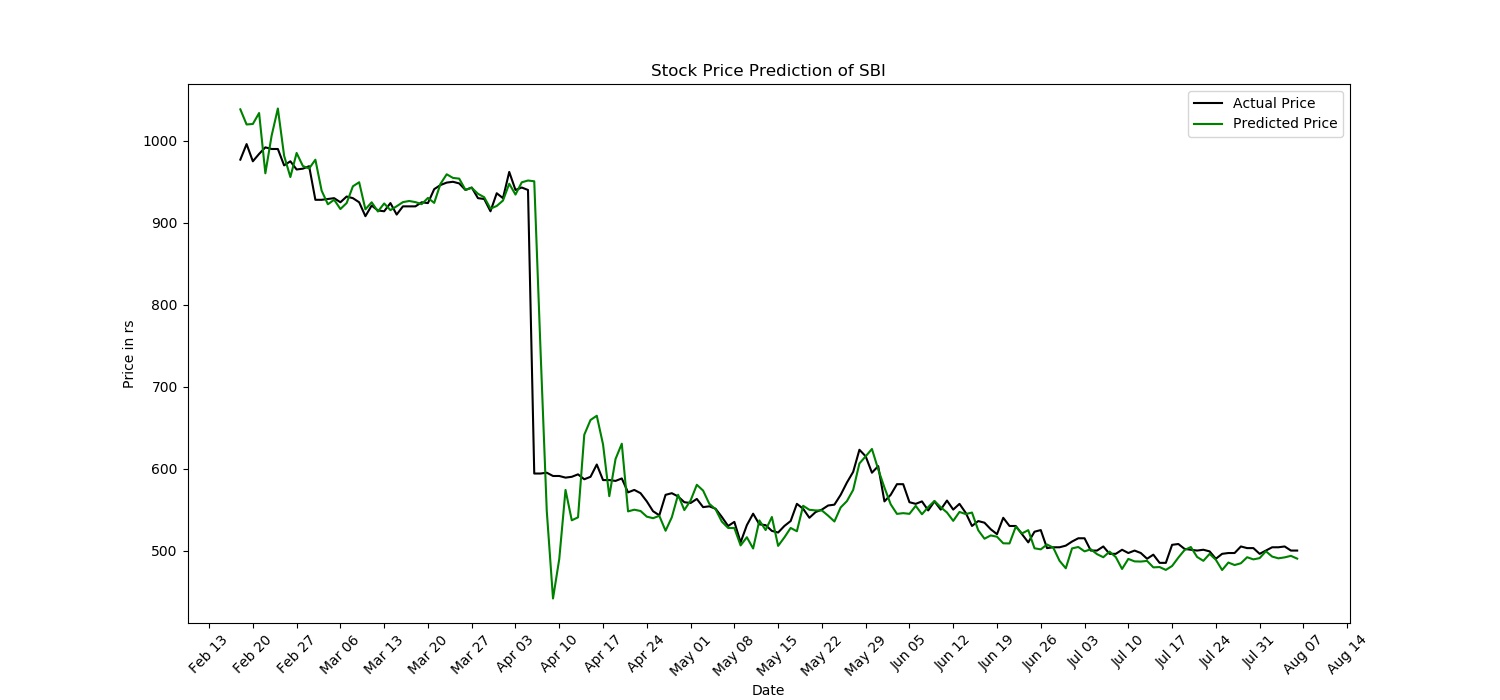 Stock Price Prediction of SBI
Actual Price
Predicted Price
Price in rs
1000
900
800
700
600
500
Feb 13
Feb 20
Feb 27
Mar 06
Mar 13
Mar 20
Mar 27
Apr 03
Apr 10
Apr 17
Apr 24
May 01
May 08
May 15
May 22
May 29
Jun 05
Jun 12
Jun 19
Jun 26
Jul 03
Jul 10
Jul 17
Jul 24
Jul 31
Aug 07
Aug 14
Date